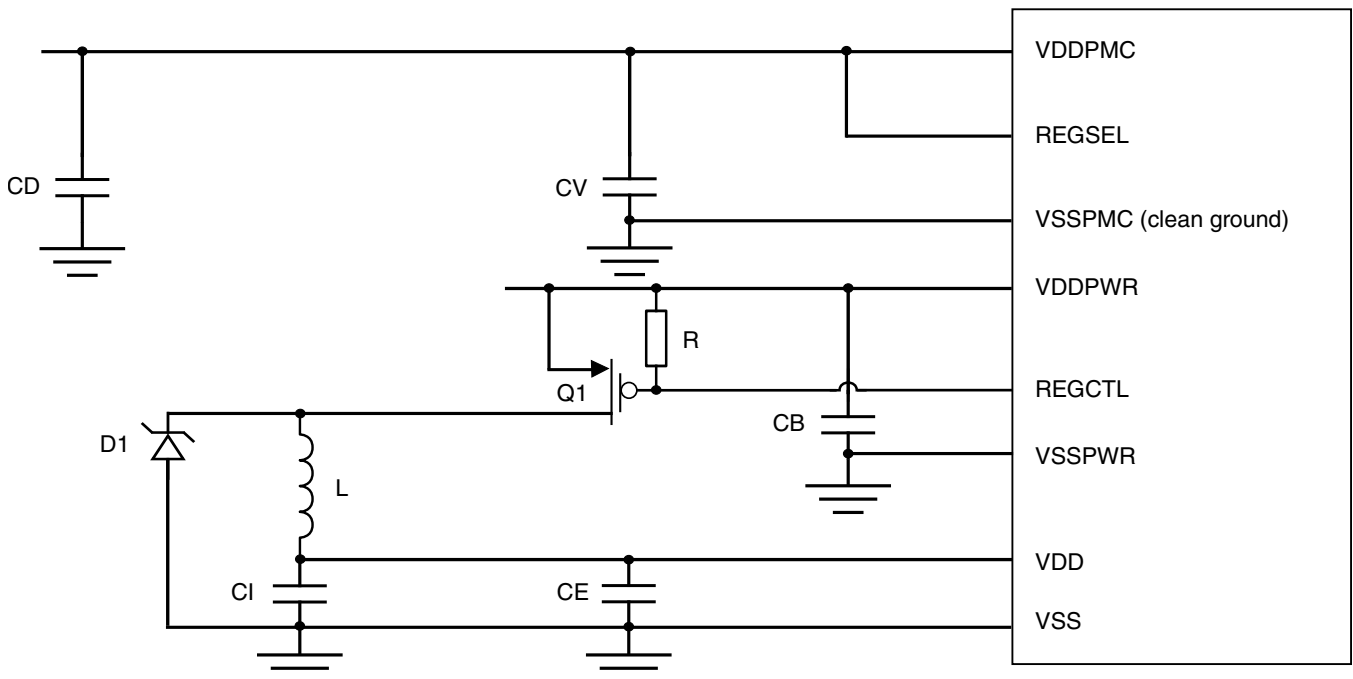 VDDPMC
REGSEL
CD
CV
VSSPMC (clean ground)
VDDPWR
R
Q1
REGCTL
CB
D1
VSSPWR
L
VDD
CI
CE
VSS